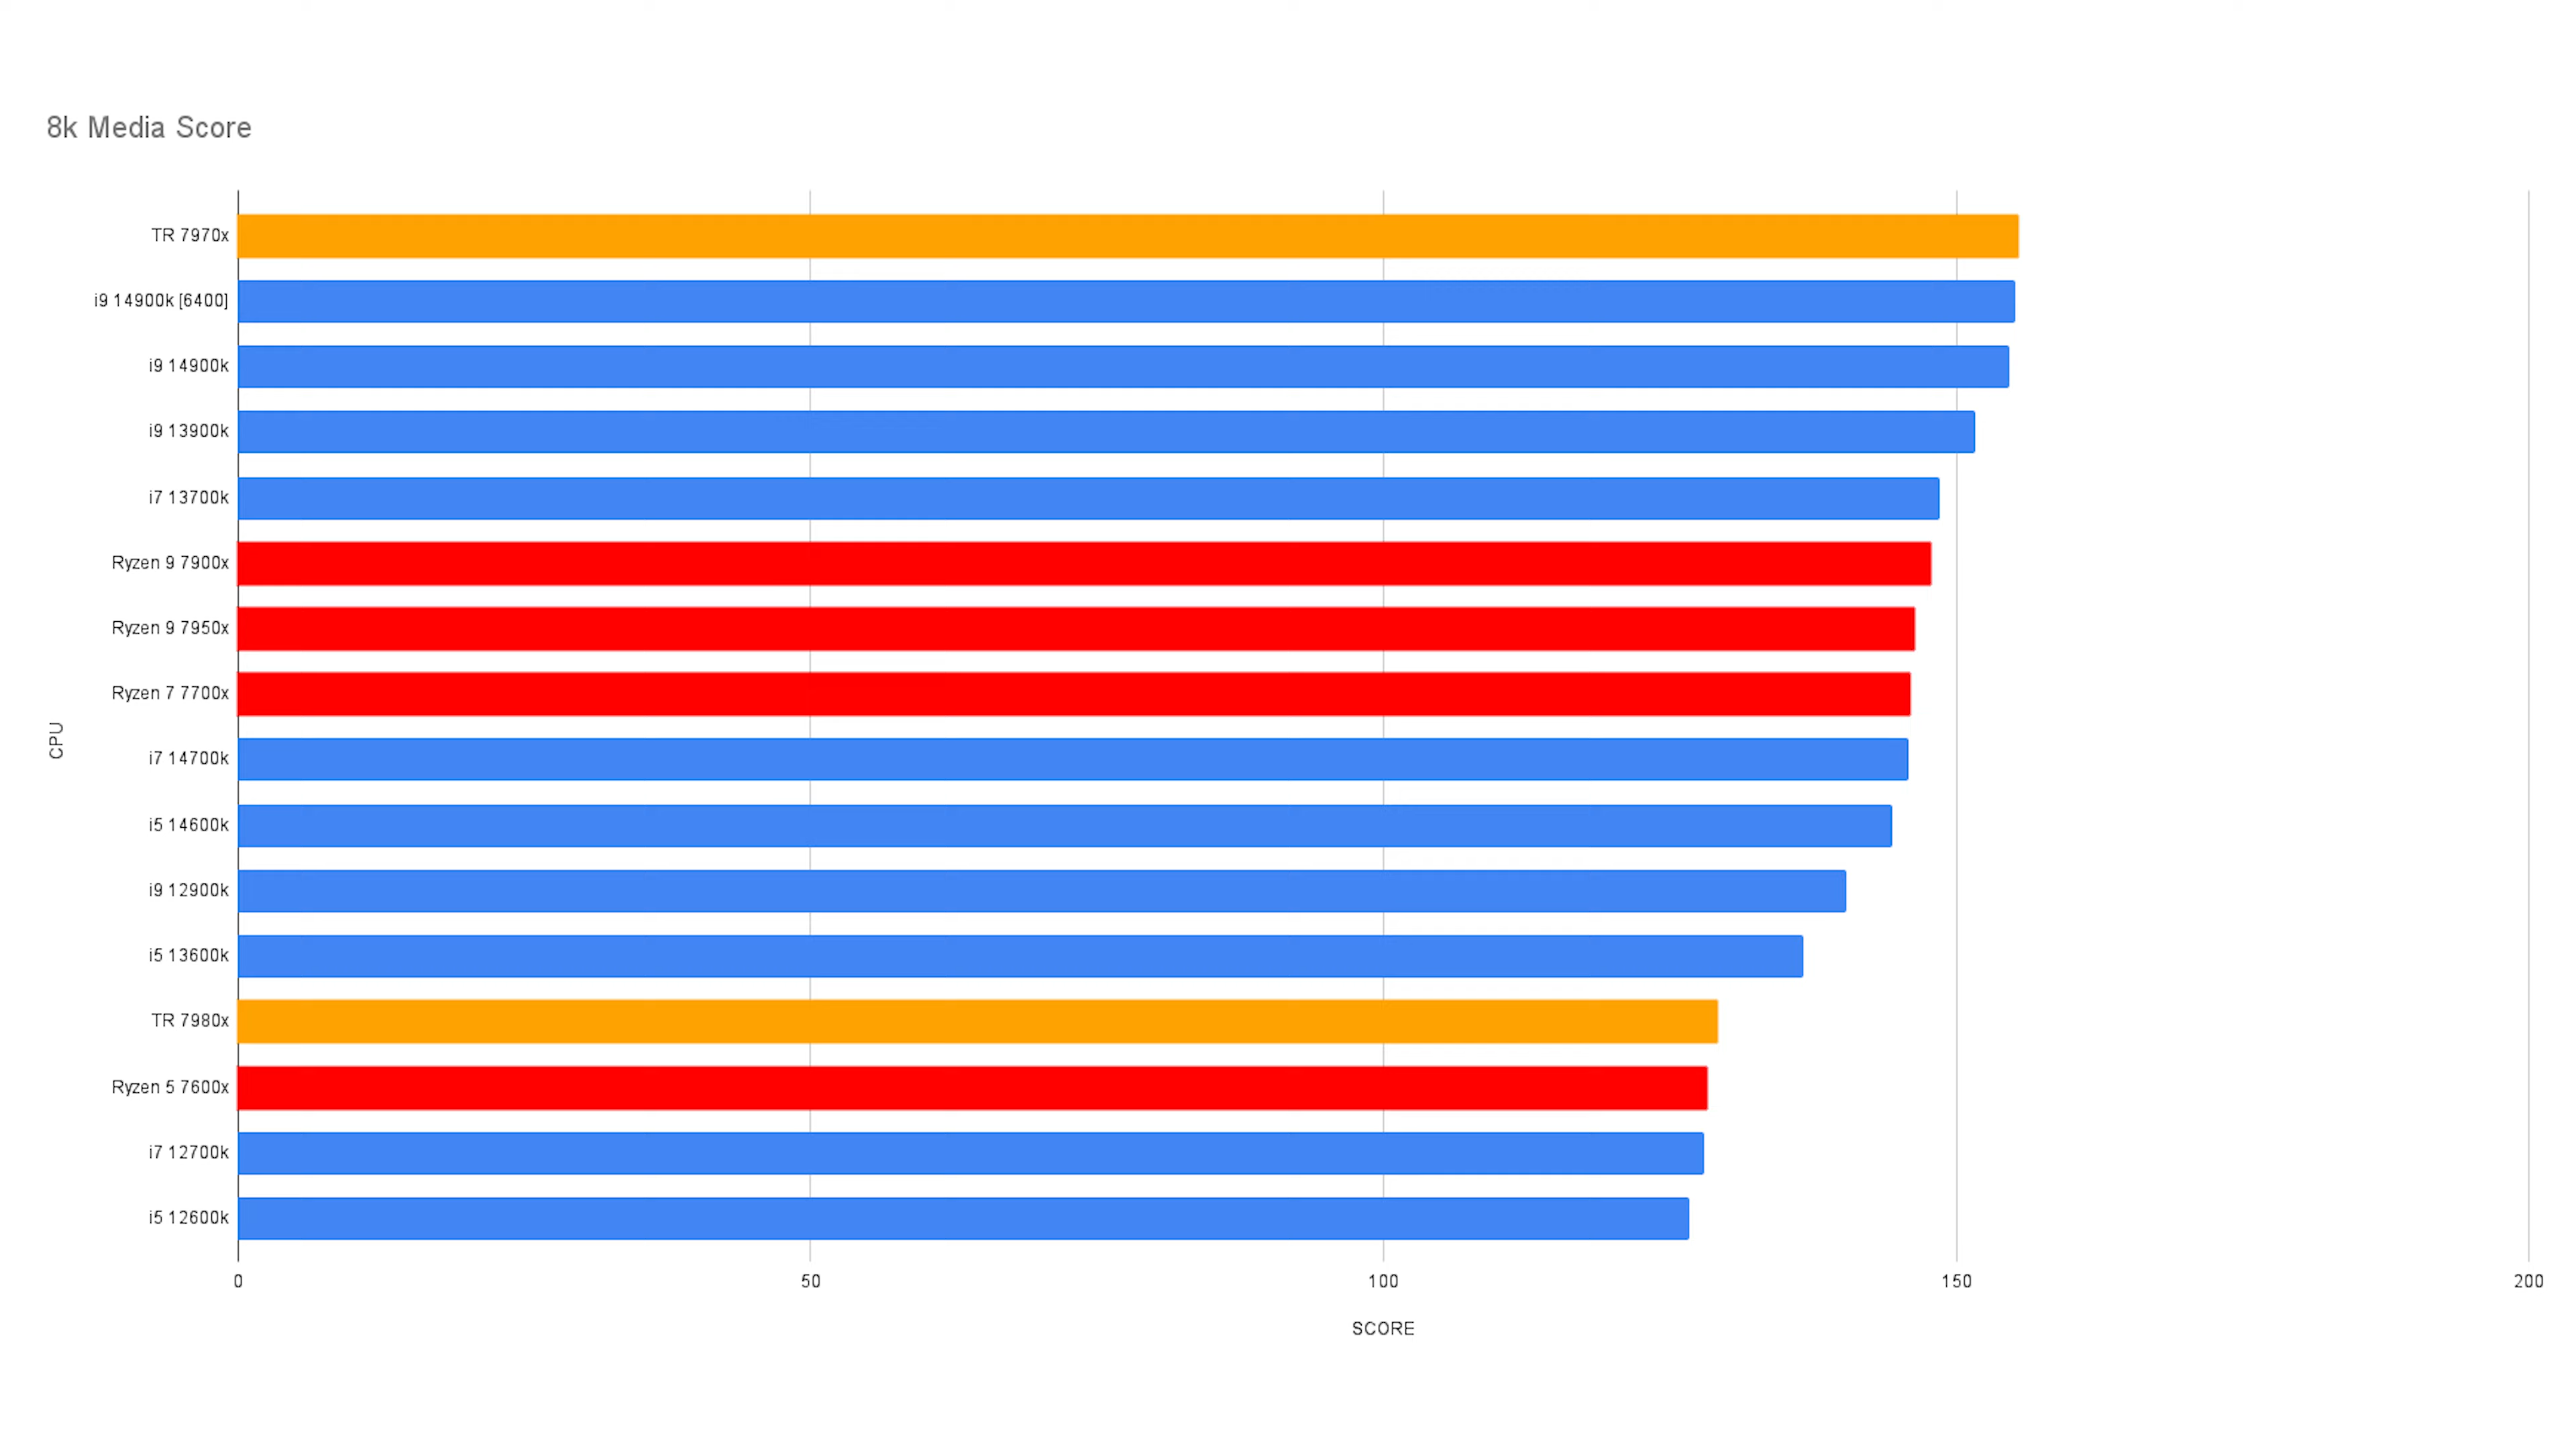 8k Media Score
TR 7970x
i9 14900k [6400]
i9 14900k
i9 13900k
i7 13700k
Ryzen 9 7900x
Ryzen 9 7950x
Ryzen 7 7700x
i7 14700k
i5 14600k
i9 12900k
i5 13600k
TR 7980x
Ryzen 5 7600x
i7 12700k
i5 12600k
CPU
0 50 100 150 200
SCORE